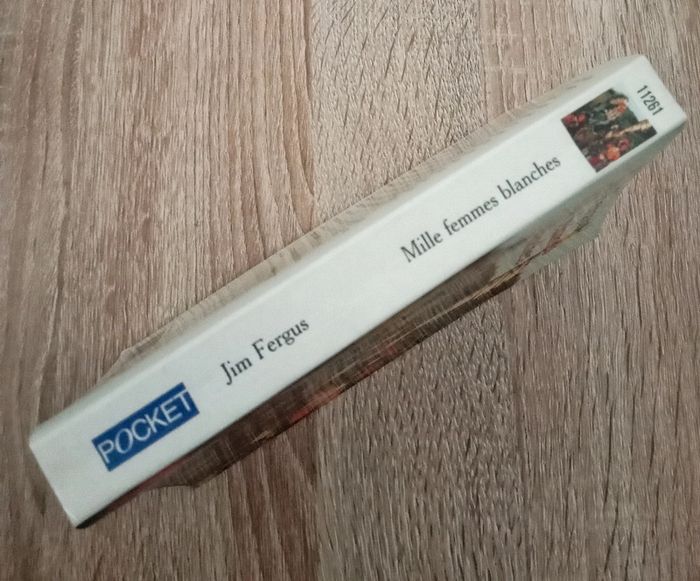 POCKET
Jim Fergus
Mille femmes blanches
11261